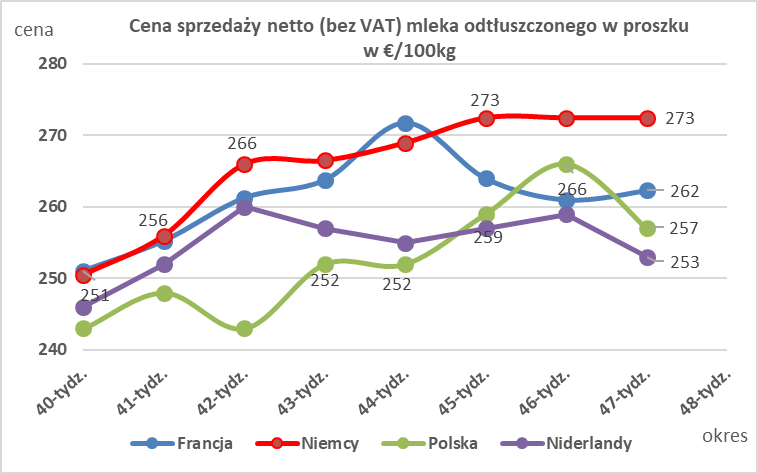 cena
Cena sprzedaży netto (bez VAT) mleka odtłuszczonego w proszku
w €/100kg
280
270
260
250
240
251
256
266
252
252
273
259
266
273
262
257
253
40-tydz.
41-tydz.
42-tydz.
43-tydz.
44-tydz.
45-tydz.
46-tydz.
47-tydz.
48-tydz.
okres
Francja Niemcy Polska Niderlandy